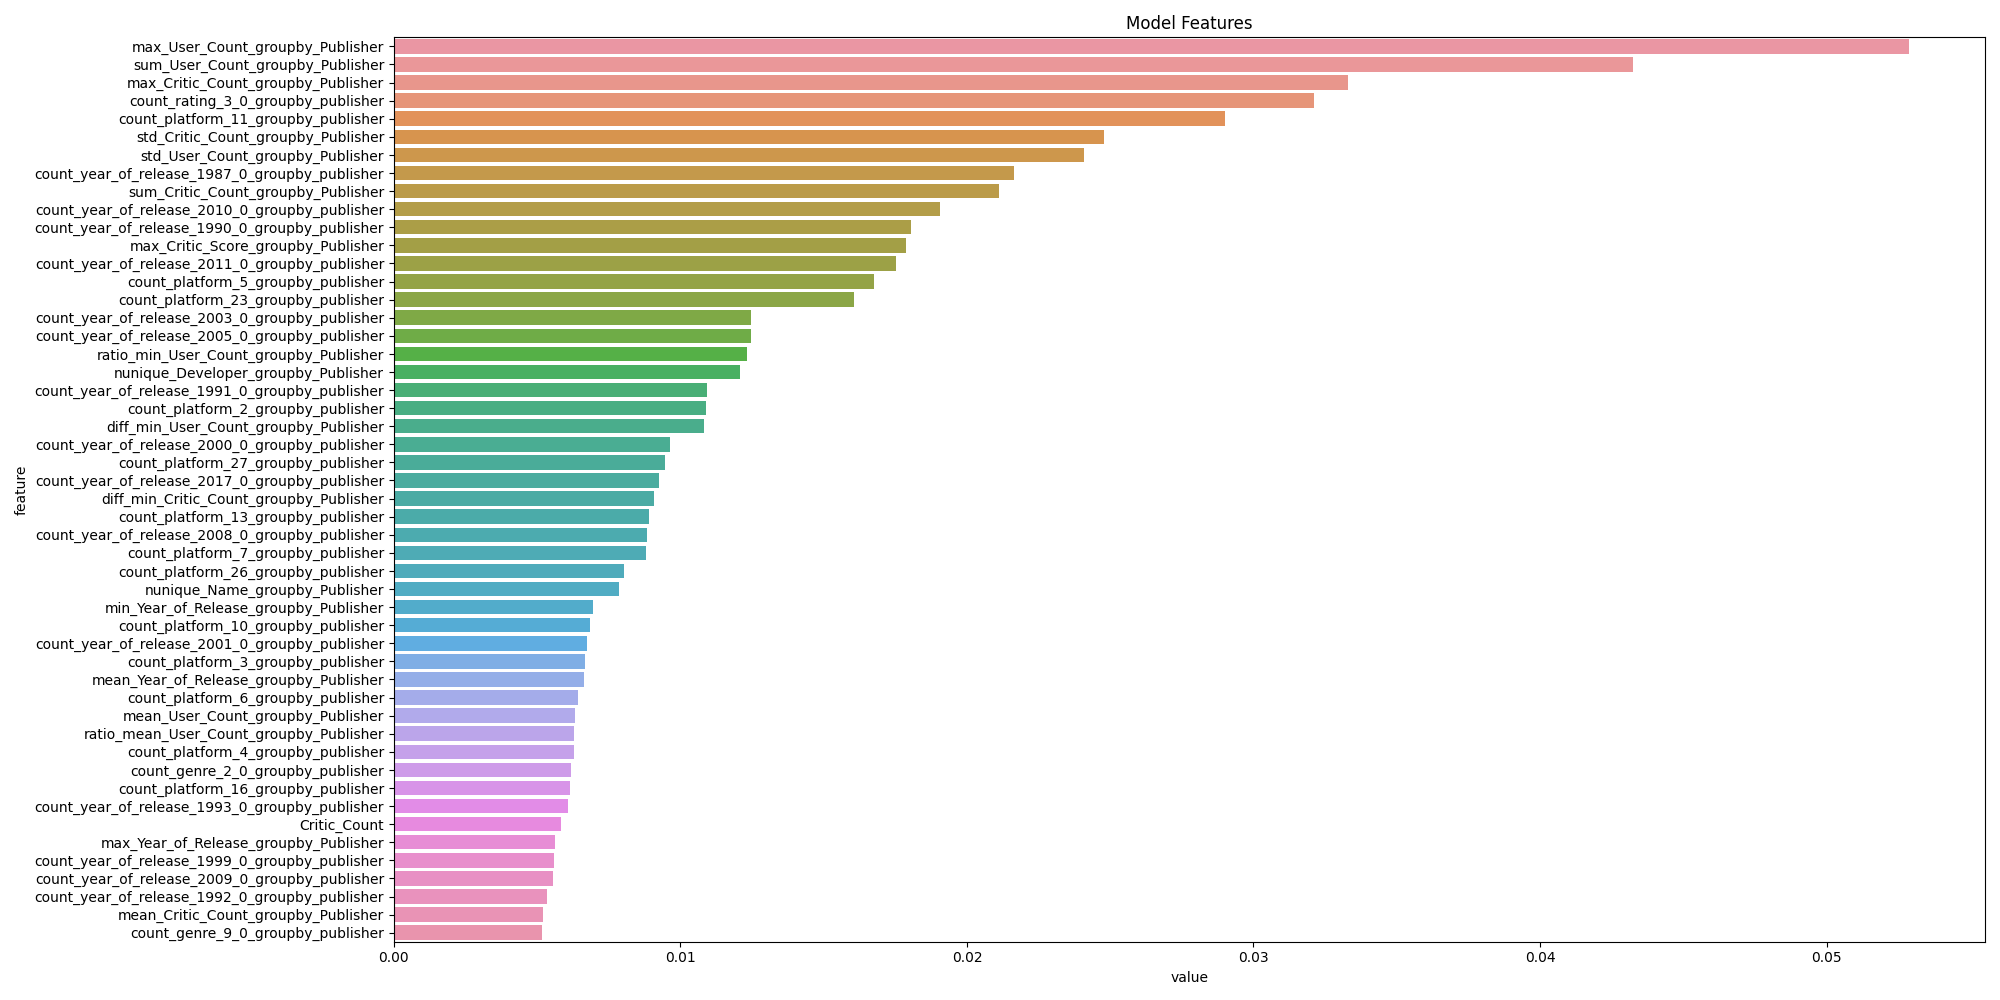 Model Features
max_User_Count_groupby_Publisher
sum_User_Count_groupby_Publisher
max_Critic_Count_groupby_Publisher
count_rating_3_0_groupby_publisher
count_platform_11_groupby_publisher
std_Critic_Count_groupby_Publisher
std_User_Count_groupby_Publisher
count_year_of_release_1987_0_groupby_publisher
sum_Critic_Count_groupby_Publisher
count_year_of_release_2010_0_groupby_publisher
count_year_of_release_1990_0_groupby_publisher
max_Critic_Score_groupby_Publisher
count_year_of_release_2011_0_groupby_publisher
count_platform_5_groupby_publisher
count_platform_23_groupby_publisher
count_year_of_release_2003_0_groupby_publisher
count_year_of_release_2005_0_groupby_publisher
ratio_min_User_Count_groupby_Publisher
nunique_Developer_groupby_Publisher
count_year_of_release_1991_0_groupby_publisher
count_platform_2_groupby_publisher
diff_min_User_Count_groupby_Publisher
count_year_of_release_2000_0_groupby_publisher
count_platform_27_groupby_publisher
count_year_of_release_2017_0_groupby_publisher
diff_min_Critic_Count_groupby_Publisher
count_platform_13_groupby_publisher
count_year_of_release_2008_0_groupby_publisher
count_platform_7_groupby_publisher
count_platform_26_groupby_publisher
nunique_Name_groupby_Publisher
min_Year_of_Release_groupby_Publisher
count_platform_10_groupby_publisher
count_year_of_release_2001_0_groupby_publisher
count_platform_3_groupby_publisher
mean_Year_of_Release_groupby_Publisher
count_platform_6_groupby_publisher
mean_User_Count_groupby_Publisher
ratio_mean_User_Count_groupby_Publisher
count_platform_4_groupby_publisher
count_genre_2_0_groupby_publisher
count_platform_16_groupby_publisher
count_year_of_release_1993_0_groupby_publisher
Critic_Count
max_Year_of_Release_groupby_Publisher
count_year_of_release_1999_0_groupby_publisher
count_year_of_release_2009_0_groupby_publisher
count_year_of_release_1992_0_groupby_publisher
mean_Critic_Count_groupby_Publisher
count_genre_9_0_groupby_publisher
feature
0.00 0.01 0.02 0.03 0.04 0.05
value